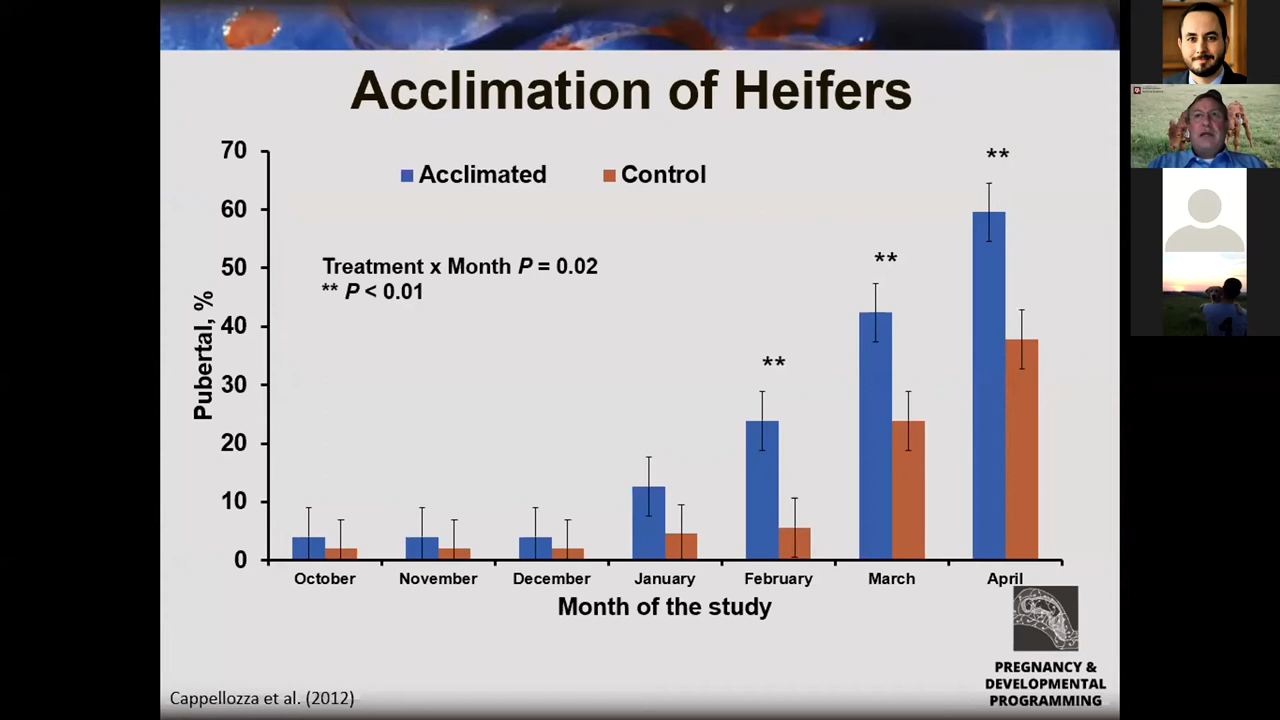 Acclimation of Heifers
70
60
50
40
30
20
10
0
Pubertal, %
Acclimated
Control
Treatment x Month P = 0.02
** P < 0.01
**
**
**
October
November
December
January
February
March
April
Month of the study
Cappellozza et al. (2012)
PREGNANCY &
DEVELOPMENTAL
PROGRAMMING
4